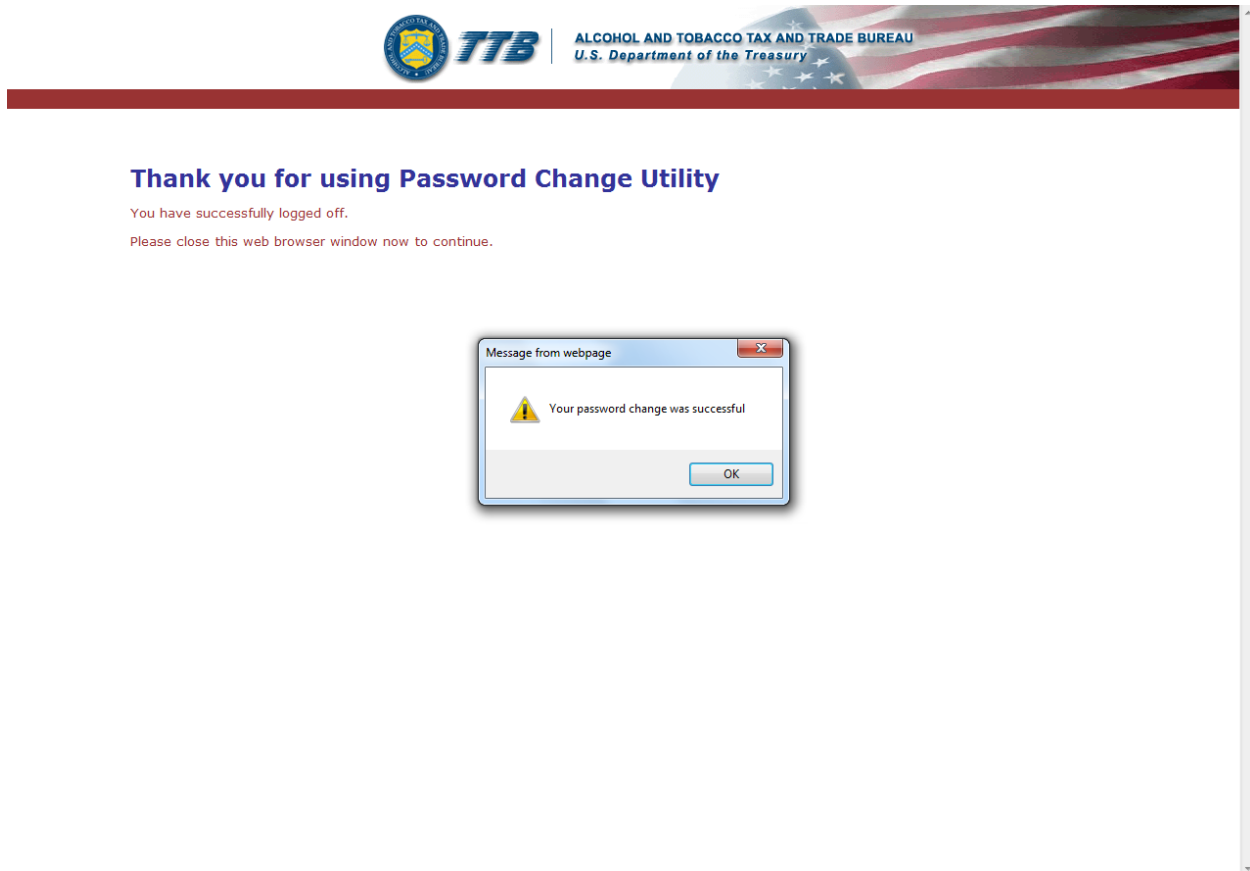 TTB
ALCOHOL AND TOBACCO TAX AND TRADE BUREAU
U.S. Department of the Treasury
Thank you for using Password Change Utility
You have successfully logged off.
Please close this web browser window now to continue.
Message from webpage
Your password change was successful
OK